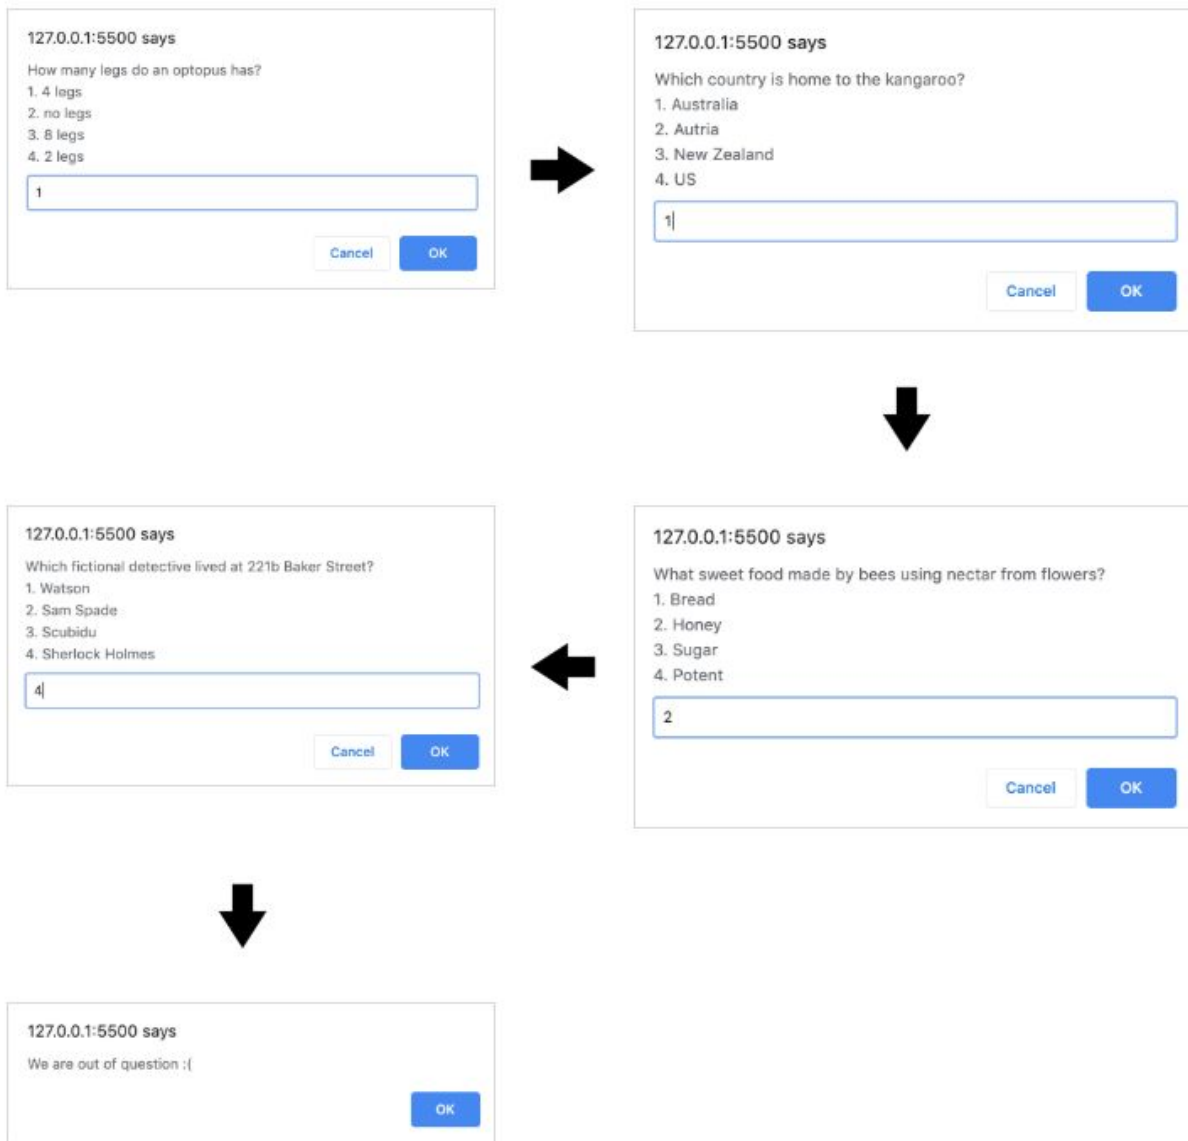 127.0.0.1:5500 says
How many legs do an optopus has?
1. 4 legs
2. no legs
3. 8 legs
4. 2 legs
1
Cancel
OK
127.0.0.1:5500 says
Which country is home to the kangaroo?
1. Australia
2. Autria
3. New Zealand
4. US
1
Cancel
OK
127.0.0.1:5500 says
What sweet food made by bees using nectar from flowers?
1. Bread
2. Honey
3. Sugar
4. Potent
2
Cancel
OK
127.0.0.1:5500 says
Which fictional detective lived at 221b Baker Street?
1. Watson
2. Sam Spade
3. Scubidu
4. Sherlock Holmes
4
Cancel
OK
127.0.0.1:5500 says
We are out of question :(
OK